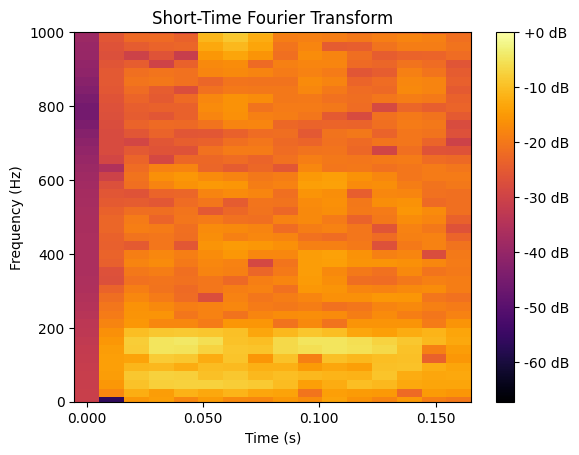 Short-Time Fourier Transform
1000
800
600
400
200
0
Frequency (Hz)
0.000
0.050
0.100
0.150
Time (s)
+0 dB
-10 dB
-20 dB
-30 dB
-40 dB
-50 dB
-60 dB